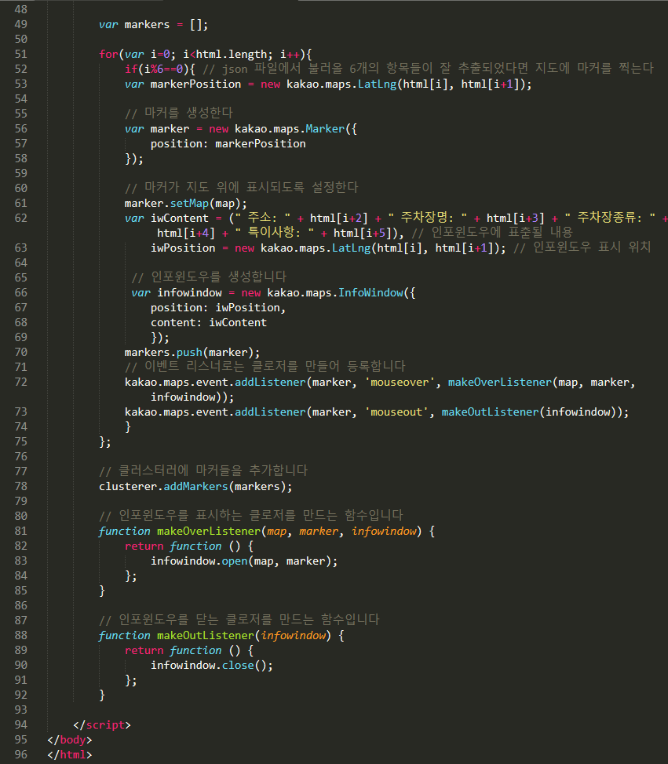 48
49 var markers = [];
50
51 for(var i=0; i<html.length; i++){
52 if(i%6==0){ // json 파일에서 불러올 6개의 항목들이 잘 추출되었다면 지도에 마커를 찍는다
53 var markerPosition = new kakao.maps.LatLng(html[i], html[i+1]);
54
55 // 마커를 생성한다
56 var marker = new kakao.maps.Marker({
57 position: markerPosition
58 });
59
60 // 마커가 지도 위에 표시되도록 설정한다
61 marker.setMap(map);
62 var iwContent = (" 주소: " + html[i+2] + " 주차장명: " + html[i+3] + " 주차장종류: " +
html[i+4] + " 특이사항: " + html[i+5]), // 인포윈도우에 표출될 내용
63 iwPosition = new kakao.maps.LatLng(html[i], html[i+1]); // 인포윈도우 표시 위치
64
65 // 인포윈도우를 생성합니다
66 var infowindow = new kakao.maps.InfoWindow({
67 position: iwPosition,
68 content: iwContent
69 });
70 markers.push(marker);
71 // 이벤트 리스너로는 클로저를 만들어 등록합니다
72 kakao.maps.event.addListener(marker, 'mouseover', makeOverListener(map, marker,
infowindow));
73 kakao.maps.event.addListener(marker, 'mouseout', makeOutListener(infowindow));
74 }
75 };
76
77 // 클러스터러에 마커들을 추가합니다
78 clusterer.addMarkers(markers);
79
80 // 인포윈도우를 표시하는 클로저를 만드는 함수입니다
81 function makeOverListener(map, marker, infowindow) {
82 return function () {
83 infowindow.open(map, marker);
84 };
85 }
86
87 // 인포윈도우를 닫는 클로저를 만드는 함수입니다
88 function makeOutListener(infowindow) {
89 return function () {
90 infowindow.close();
91 };
92 }
93
94 </script>
95 </body>
96 </html>